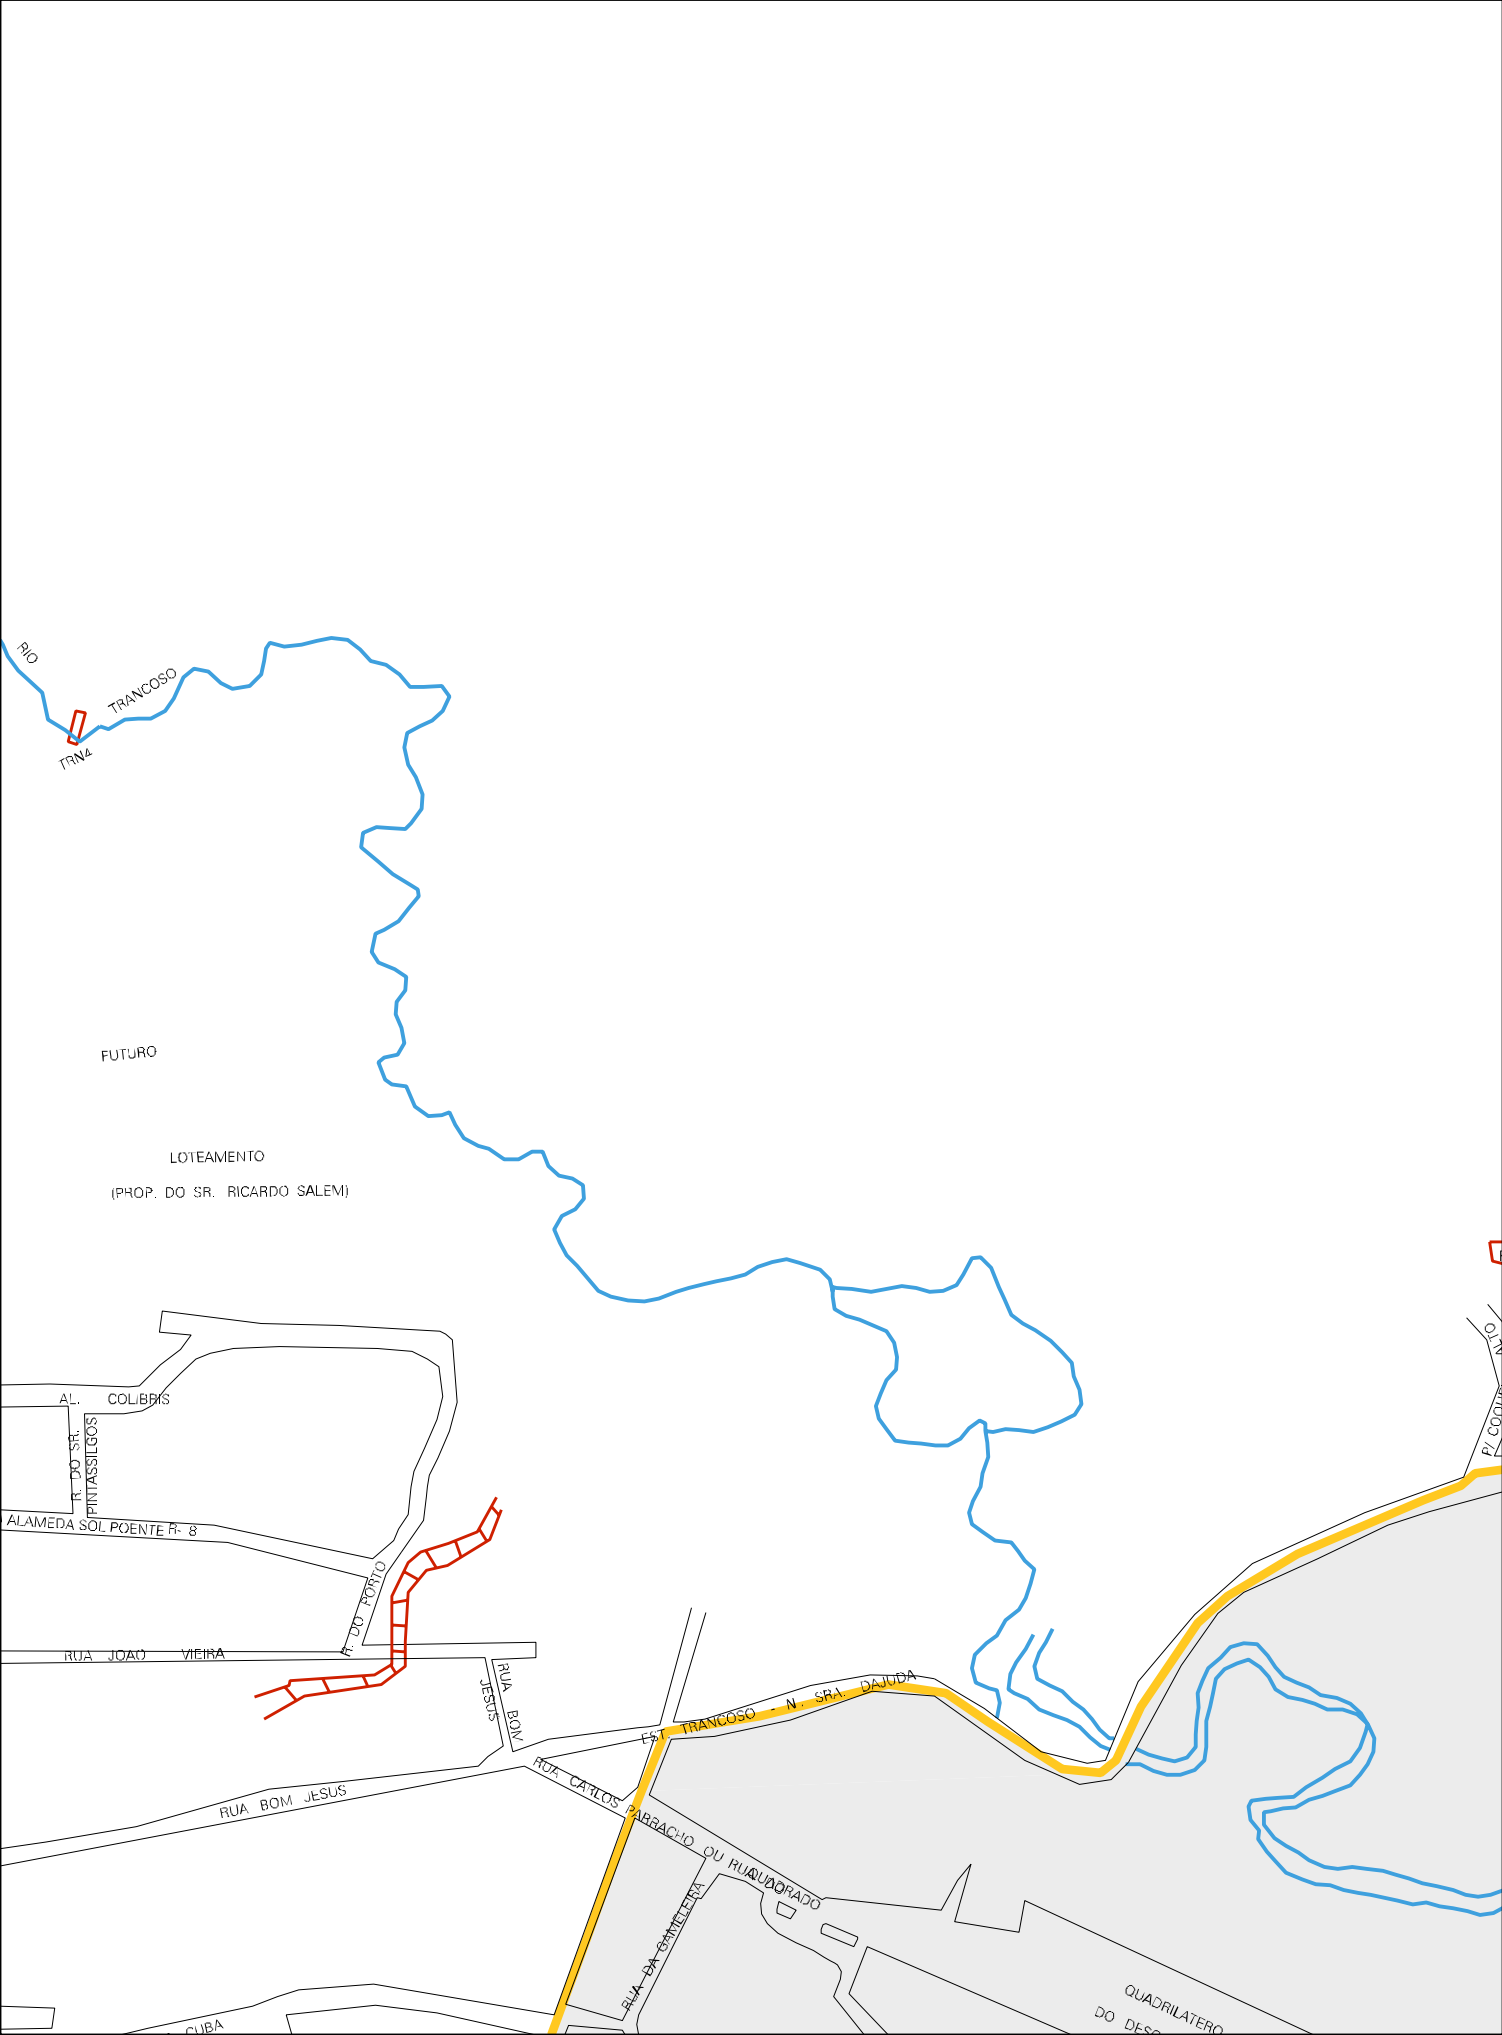 RIO
TRANCOSO
TRN4
FUTURO
LOTEAMENTO
(PROP. DO SR. RICARDO SALEM)
AL. COLIBRIS
R. DO SR.
PINTASSILGOS
ALAMEDA SOL POENTE R- 8
R. DO PORTO
RUA JOAO VIEIRA
RUA BOM
JESUS
EST. TRANCOSO - N. SRA. DAJUDA
RUA BOM JESUS
RUA CARLOS PARRACHO OU RUA DO
QUADRADO
RUA DA GAMELEIRA
QUADRILATERO
DO
CUBA
P/